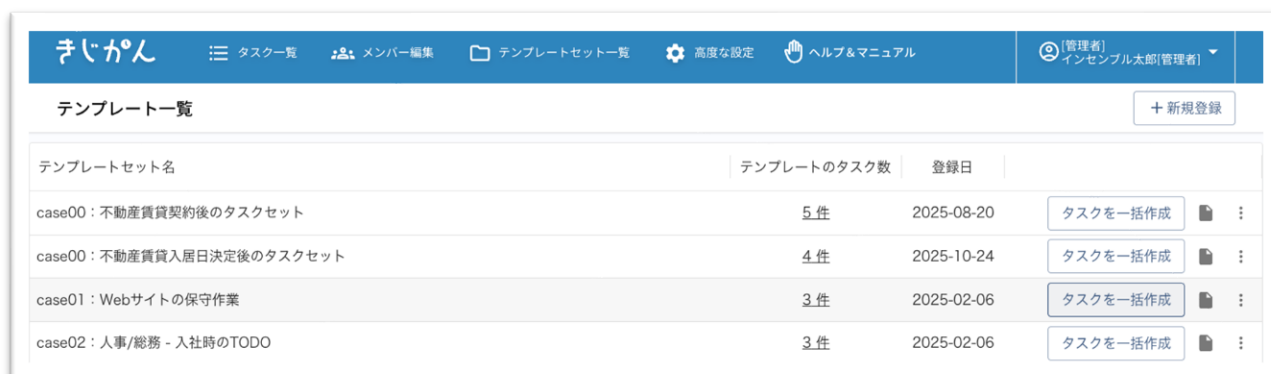 きじかん タスク一覧 メンバー編集 テンプレートセット一覧 高度な設定 ヘルプ&マニュアル [管理者]
インセンブル太郎[管理者]
テンプレート一覧 +新規登録
テンプレートセット名 テンプレートのタスク数 登録日
case00：不動産賃貸契約後のタスクセット 5 件 2025-08-20 タスクを一括作成
case00：不動産賃貸入居日決定後のタスクセット 4 件 2025-10-24 タスクを一括作成
case01：Webサイトの保守作業 3 件 2025-02-06 タスクを一括作成
case02：人事/総務 - 入社時のTODO 3 件 2025-02-06 タスクを一括作成